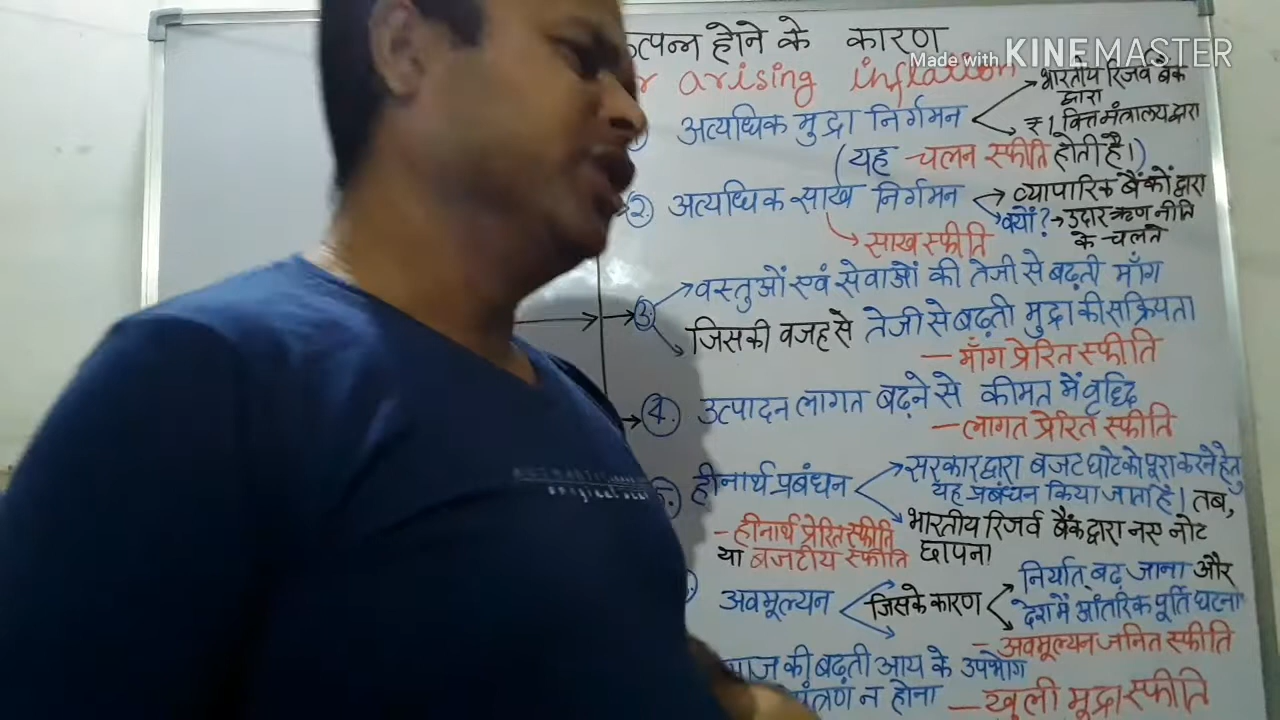 होने के कारण
Made with KINEMASTER
arising inflation
अत्यधिक मुद्रा निर्गमन
भारतीय रिजर्व बैंक
द्वारा
₹1 वित्तमंत्रालय द्वारा
(यह चलन स्फीति होती है।)
2. अत्यधिक साख निर्गमन
व्यापारिक बैंकों द्वारा
क्यों? → उदार ऋण नीति
के चलते
साख स्फीति
3. वस्तुओं एवं सेवाओं की तेजी से बढ़ती माँग
जिसकी वजह से तेजी से बढ़ती मुद्रा की सक्रियता
— माँग प्रेरित स्फीति
4. उत्पादन लागत बढ़ने से कीमत में वृद्धि
— लागत प्रेरित स्फीति
5. हीनार्थ प्रबंधन
सरकार द्वारा बजट घाटे को पूरा करने हेतु
यह प्रबंधन किया जाता है। तब,
भारतीय रिजर्व बैंक द्वारा नए नोट
छापना
- हीनार्थ प्रेरित स्फीति
या बजटीय स्फीति
अवमूल्यन
जिसके कारण
निर्यात बढ़ जाना और
देश में आंतरिक पूर्ति घटना
- अवमूल्यन जनित स्फीति
की बढ़ती आय के उपभोग
न होना — खुली मुद्रा स्फीति